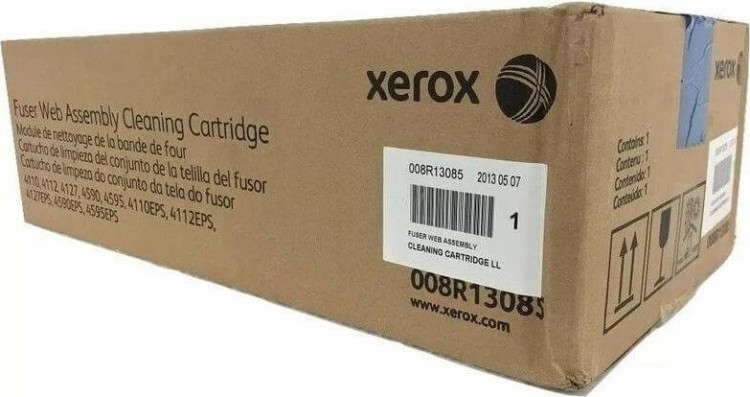 xerox
Fuser Web Assembly Cleaning Cartridge
Module de nettoyage de la bande de four
Cartucho de limpieza del conjunto de la telilla del fusor
Cartucho de limpeza do conjunto da tela do fusor
4110, 4112, 4127, 4590, 4595, 4110EPS, 4112EPS,
4127EPS, 4590EPS, 4595EPS
008R13085 2013 05 07
1
FUSER WEB ASSEMBLY
CLEANING CARTRIDGE LL
008R13085
www.xerox.com
xerox
Contains: 1
Contenu : 1
Contenido: 1
Conteúdo: 1